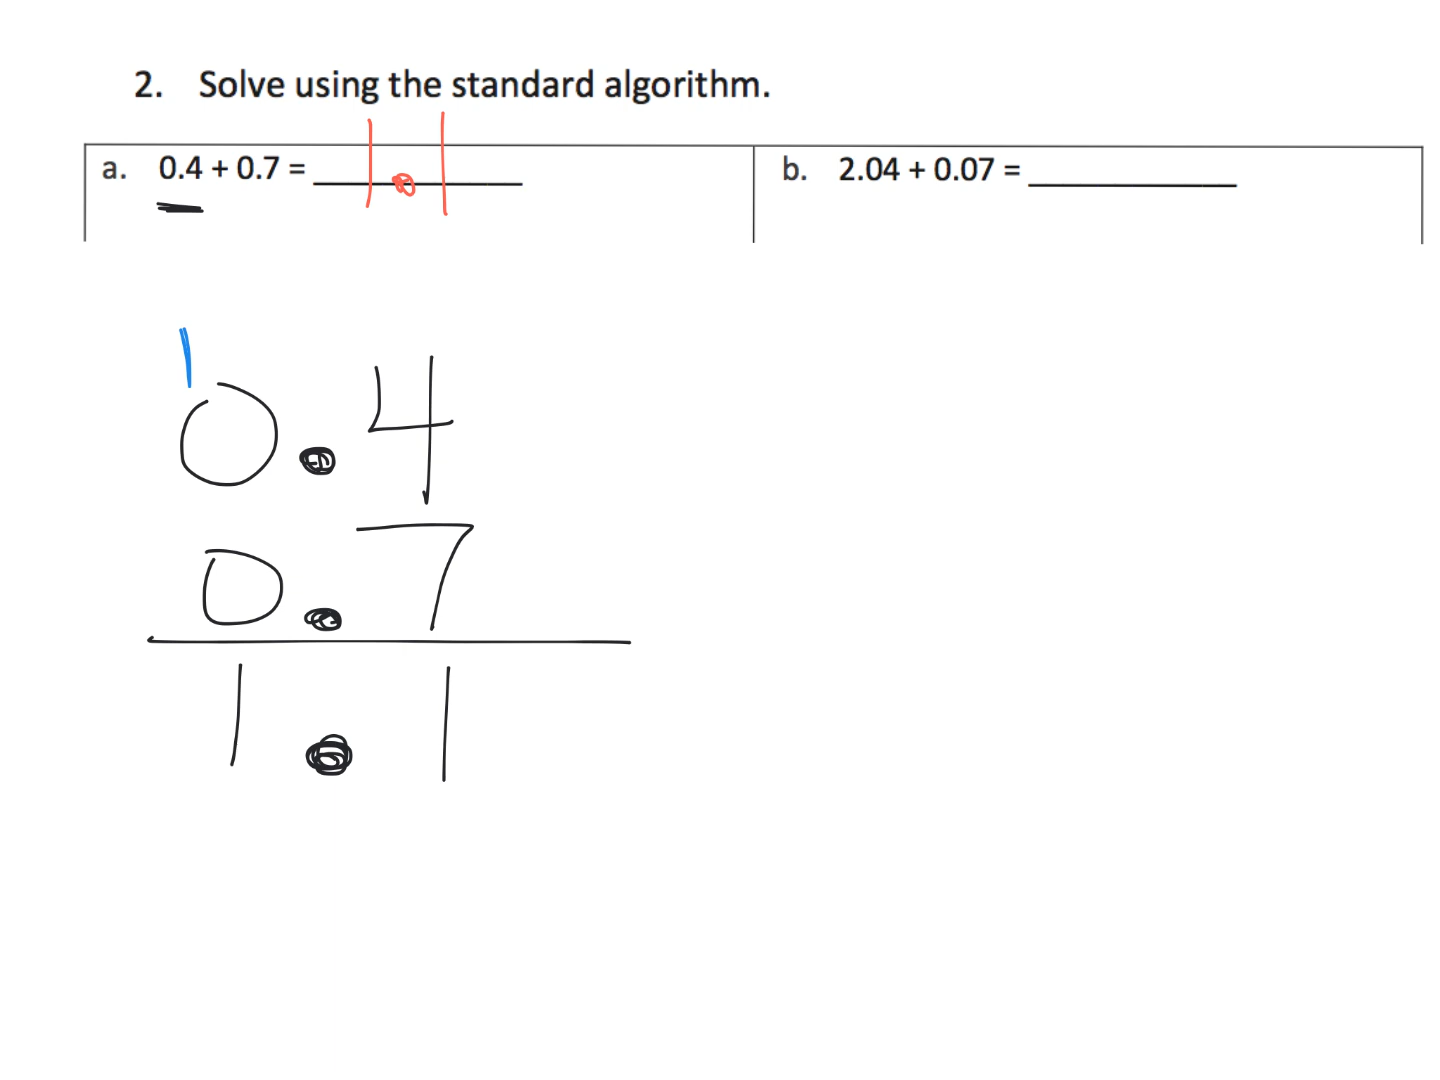 2. Solve using the standard algorithm.
a. 0.4 + 0.7 = 1.1
b. 2.04 + 0.07 = ____________
1
0.4
0.7
1.1